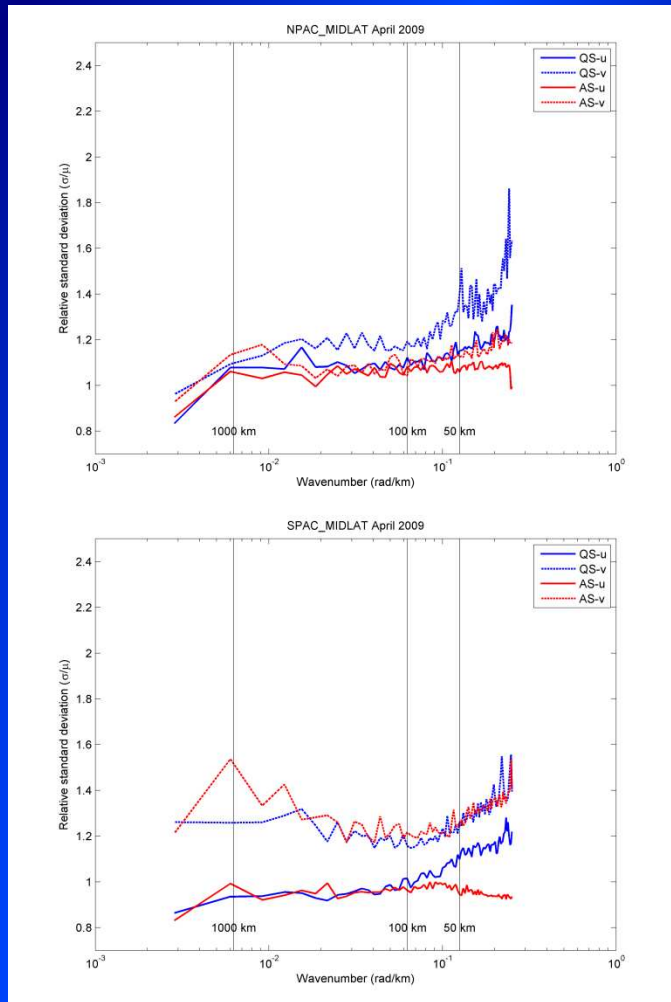 NPAC_MIDLAT April 2009
2.4
2.2
2
1.8
1.6
1.4
1.2
1
0.8
Relative standard deviation (σ/μ)
QS-u
QS-v
AS-u
AS-v
1000 km
100 km
50 km
10-3
10-2
10-1
100
Wavenumber (rad/km)
SPAC_MIDLAT April 2009
2.4
2.2
2
1.8
1.6
1.4
1.2
1
0.8
Relative standard deviation (σ/μ)
QS-u
QS-v
AS-u
AS-v
1000 km
100 km
50 km
10-3
10-2
10-1
100
Wavenumber (rad/km)